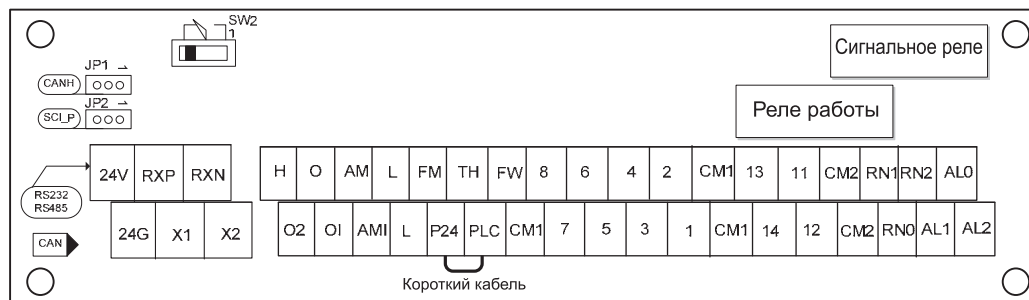 SW2
1
Сигнальное реле
JP1 1
CANH
JP2 1
SCI_P
Реле работы
24V RXP RXN
H O AM L FM TH FW 8 6 4 2 CM1 13 11 CM2 RN1 RN2 AL0
RS232
RS485
CAN
24G X1 X2
O2 OI AMI L P24 PLC CM1 7 5 3 1 CM1 14 12 CM2 RN0 AL1 AL2
Короткий кабель